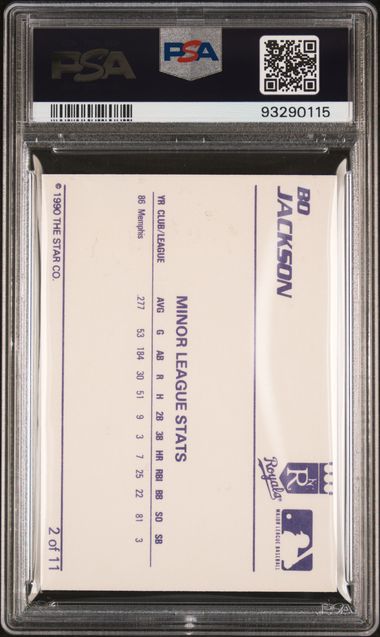 PSA
PSA
93290115
BO
JACKSON
Royals
MAJOR LEAGUE BASEBALL
MINOR LEAGUE STATS
YR CLUB/LEAGUE AVG G AB R H 2B 3B HR RBI BB SO SB
86 Memphis .277 53 184 30 51 9 3 7 25 22 81 3
© 1990 THE STAR CO. 2 of 11
PSA